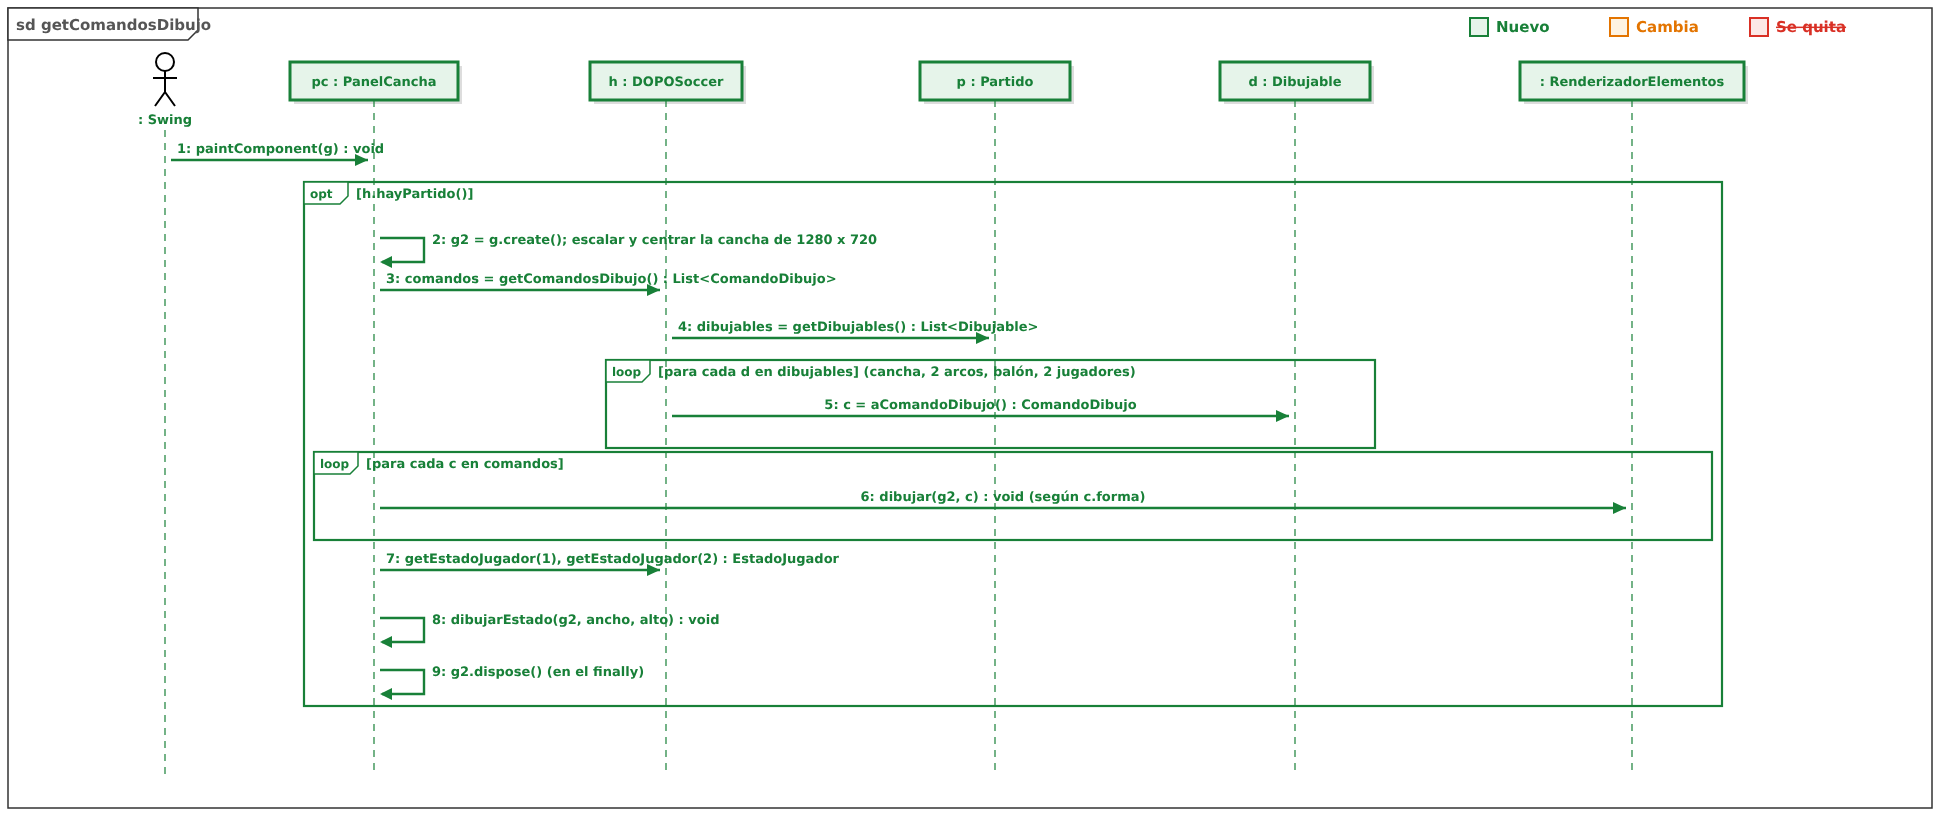 sd getComandosDibujo
Nuevo
Cambia
Se quita
: Swing
pc : PanelCancha
h : DOPOSoccer
p : Partido
d : Dibujable
: RenderizadorElementos
1: paintComponent(g) : void
opt [h.hayPartido()]
2: g2 = g.create(); escalar y centrar la cancha de 1280 x 720
3: comandos = getComandosDibujo() : List<ComandoDibujo>
4: dibujables = getDibujables() : List<Dibujable>
loop [para cada d en dibujables] (cancha, 2 arcos, balón, 2 jugadores)
5: c = aComandoDibujo() : ComandoDibujo
loop [para cada c en comandos]
6: dibujar(g2, c) : void (según c.forma)
7: getEstadoJugador(1), getEstadoJugador(2) : EstadoJugador
8: dibujarEstado(g2, ancho, alto) : void
9: g2.dispose() (en el finally)